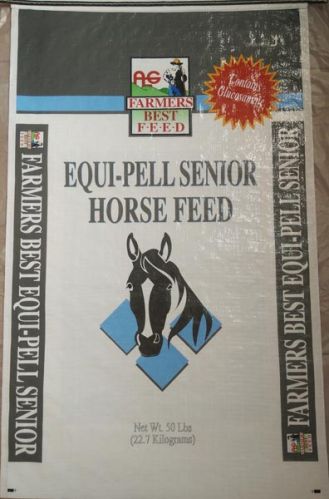 AG
FARMERS
BEST
F·E·E·D
Contains
Glucosamine
EQUI-PELL SENIOR
HORSE FEED
FARMERS BEST EQUI-PELL SENIOR
FARMERS BEST EQUI-PELL SENIOR
Net Wt. 50 Lbs
(22.7 Kilograms)